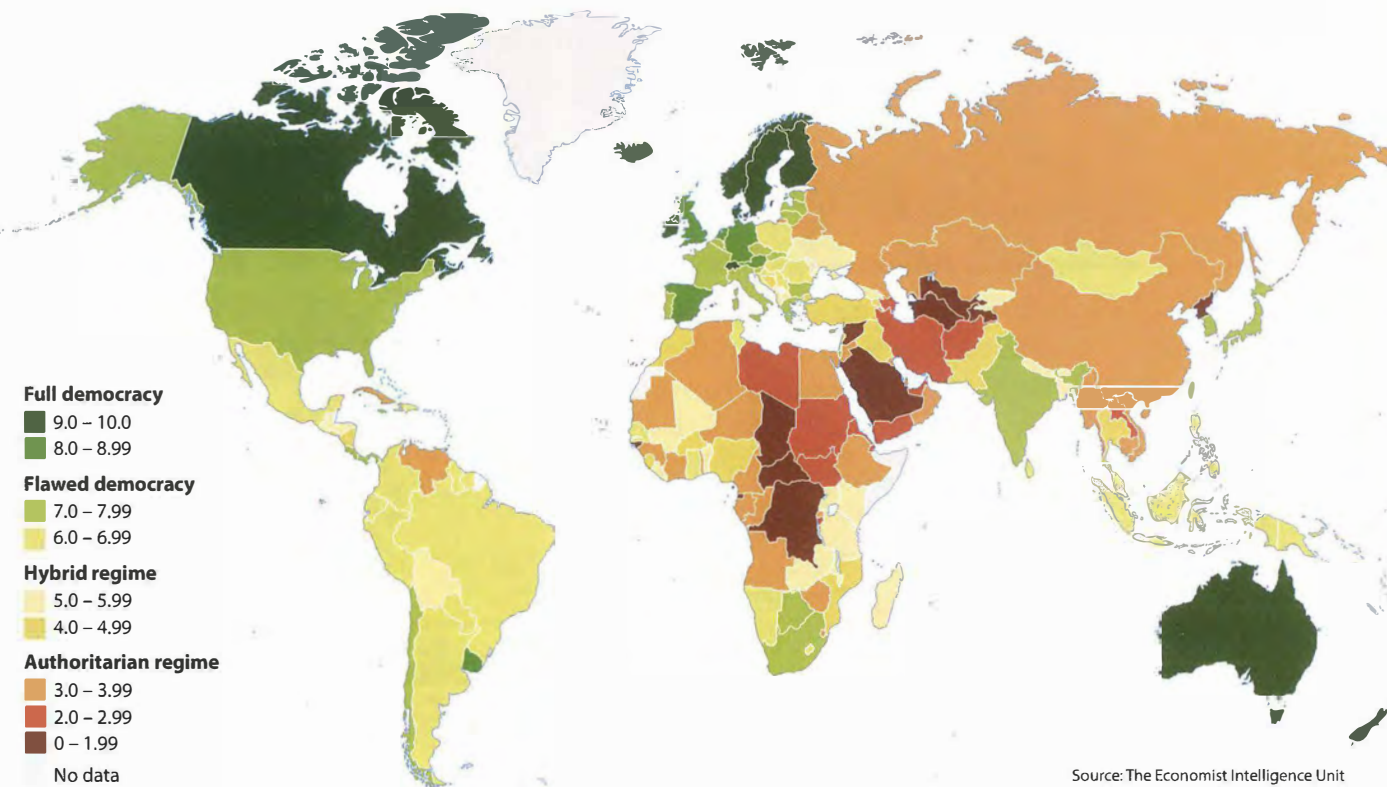 Full democracy
9.0 – 10.0
8.0 – 8.99
Flawed democracy
7.0 – 7.99
6.0 – 6.99
Hybrid regime
5.0 – 5.99
4.0 – 4.99
Authoritarian regime
3.0 – 3.99
2.0 – 2.99
0 – 1.99
No data
Source: The Economist Intelligence Unit